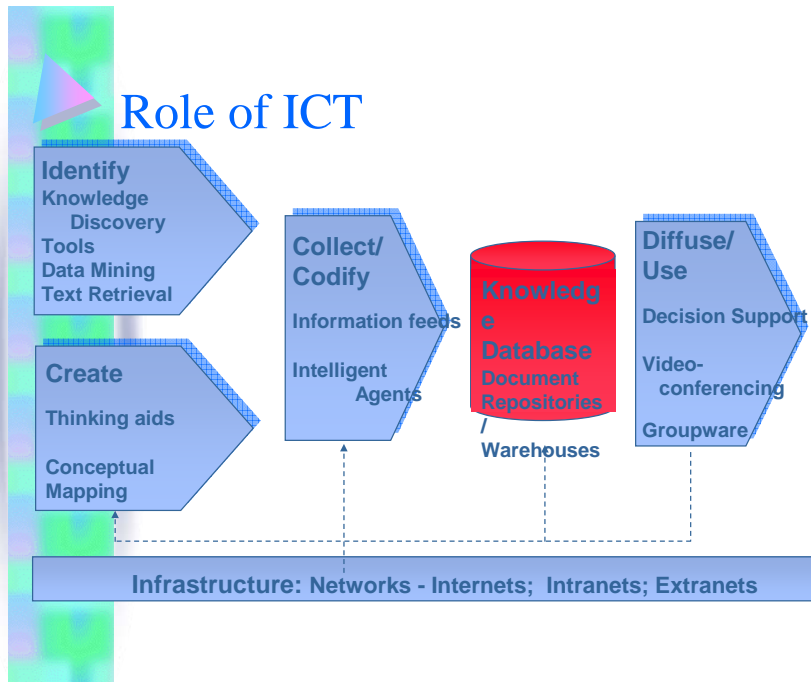 Role of ICT
Identify
Knowledge
Discovery
Tools
Data Mining
Text Retrieval
Create
Thinking aids
Conceptual
Mapping
Collect/
Codify
Information feeds
Intelligent
Agents
Knowledg
e
Database
Document
Repositories
/
Warehouses
Diffuse/
Use
Decision Support
Video-
conferencing
Groupware
Infrastructure: Networks - Internets; Intranets; Extranets